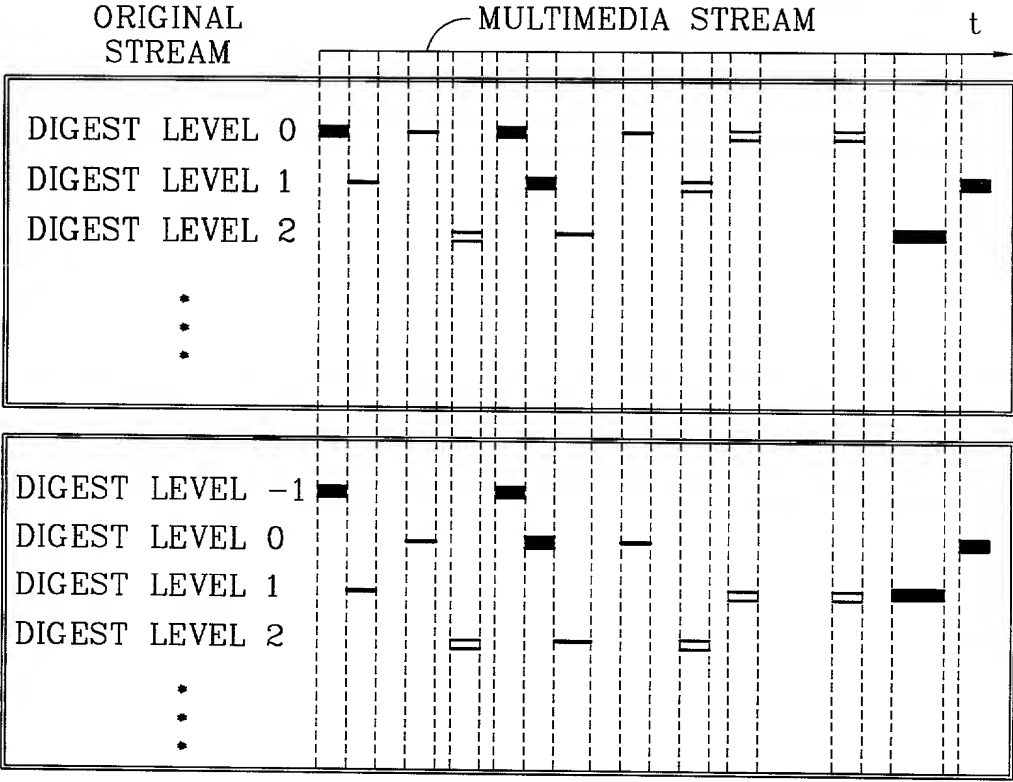 ORIGINAL
STREAM
MULTIMEDIA STREAM
t
DIGEST LEVEL 0
DIGEST LEVEL 1
DIGEST LEVEL 2
DIGEST LEVEL -1
DIGEST LEVEL 0
DIGEST LEVEL 1
DIGEST LEVEL 2